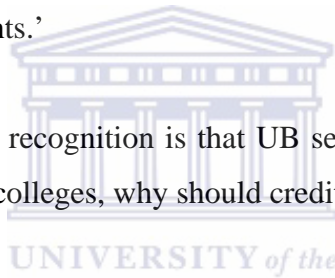 nts.’
recognition is that UB se
colleges, why should credit
UNIVERSITY of the